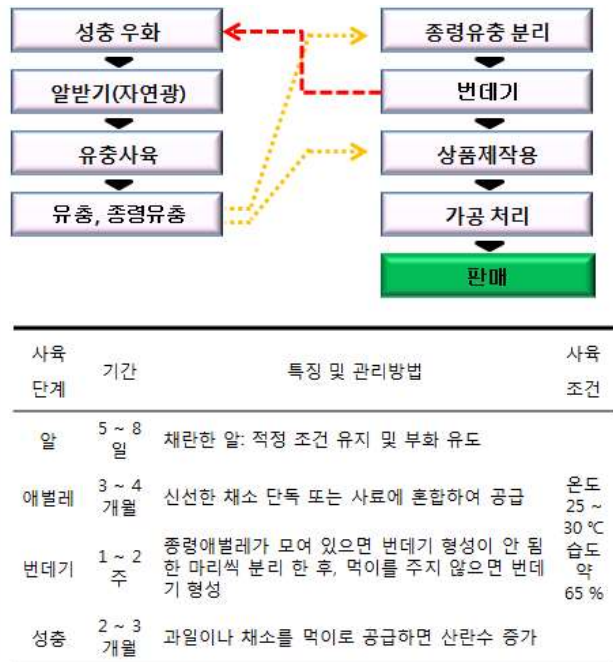 성충 우화
알받기(자연광)
유충사육
유충, 종령유충
종령유충 분리
번데기
상품제작용
가공 처리
판매
사육
단계
기간
특징 및 관리방법
사육
조건
알
5 ~ 8
일
채란한 알: 적정 조건 유지 및 부화 유도
애벌레
3 ~ 4
개월
신선한 채소 단독 또는 사료에 혼합하여 공급
번데기
1 ~ 2
주
종령애벌레가 모여 있으면 번데기 형성이 안 됨
한 마리씩 분리 한 후, 먹이를 주지 않으면 번데
기 형성
성충
2 ~ 3
개월
과일이나 채소를 먹이로 공급하면 산란수 증가
온도
25 ~
30 ℃
습도
약
65 %